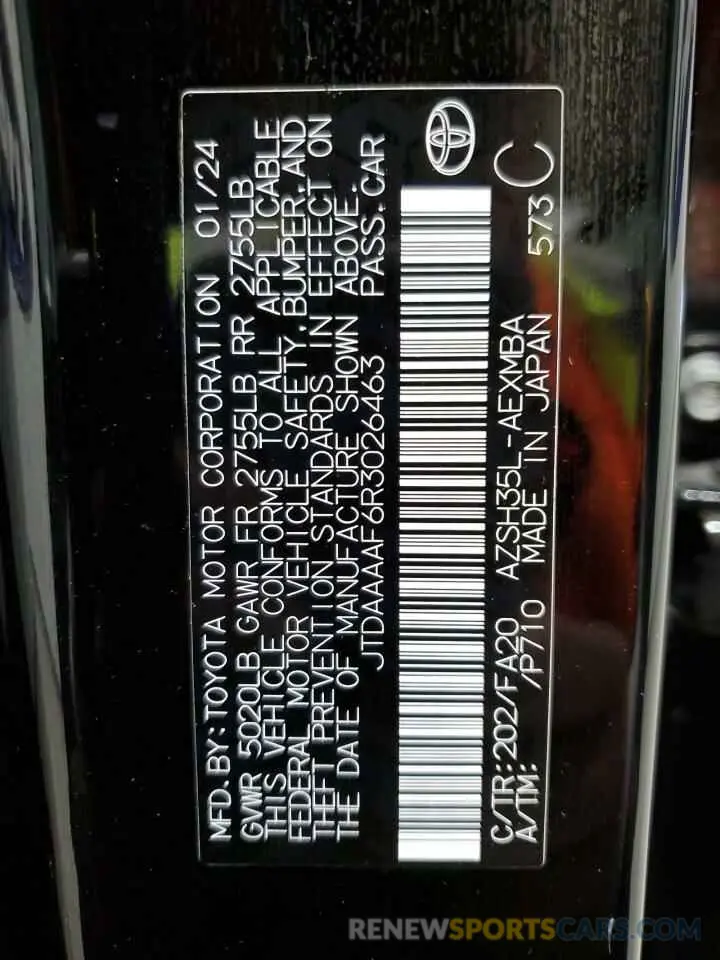 MFD. BY: TOYOTA MOTOR CORPORATION 01/24
GVWR 5020LB GAWR FR 2755LB RR 2755LB
THIS VEHICLE CONFORMS TO ALL APPLICABLE
FEDERAL MOTOR VEHICLE SAFETY, BUMPER, AND
THEFT PREVENTION STANDARDS IN EFFECT ON
THE DATE OF MANUFACTURE SHOWN ABOVE.
JTDAAAAF6R3026463 PASS. CAR
C/TR: 202/FA20 AZSH35L-AEXMBA
A/TM: /P710 MADE IN JAPAN 573 C
RENEWSPORTSCARS.COM